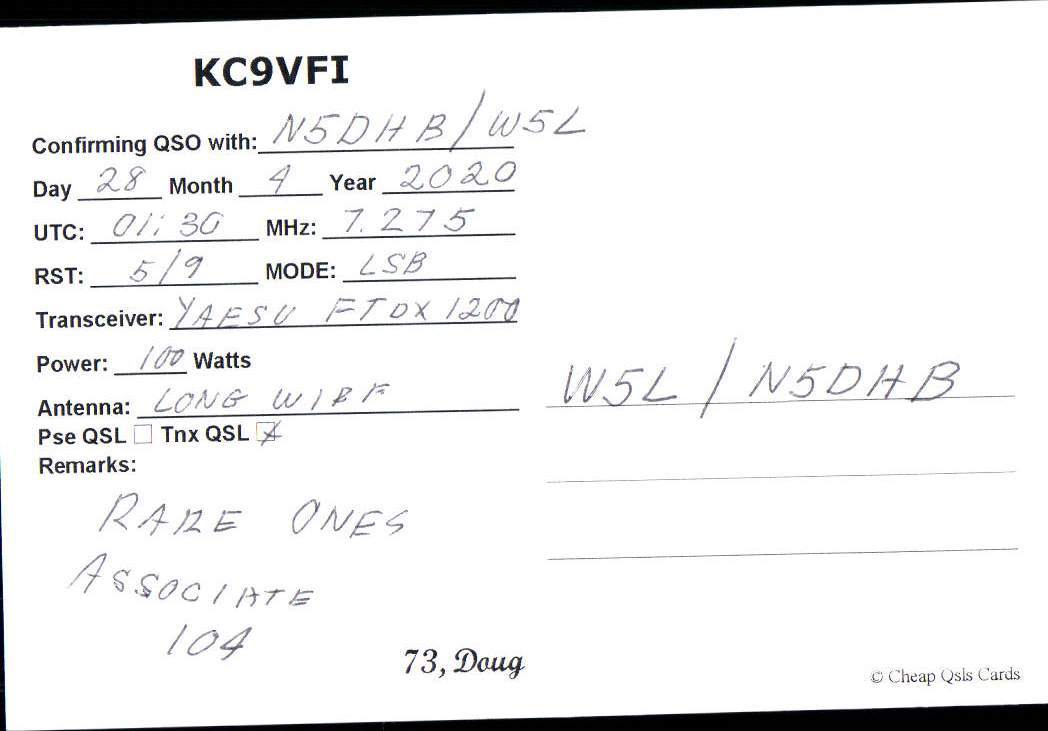 KC9VFI
Confirming QSO with: N5DHB/W5L
Day 28 Month 4 Year 2020
UTC: 01:30 MHz: 7.275
RST: 5/9 MODE: LSB
Transceiver: YAESU FTDX 1200
Power: 100 Watts
Antenna: LONG WIRE
W5L / N5DHB
Pse QSL ☐ Tnx QSL ☒
Remarks:
RARE ONES
ASSOCIATE
104
73, Doug
© Cheap Qsls Cards